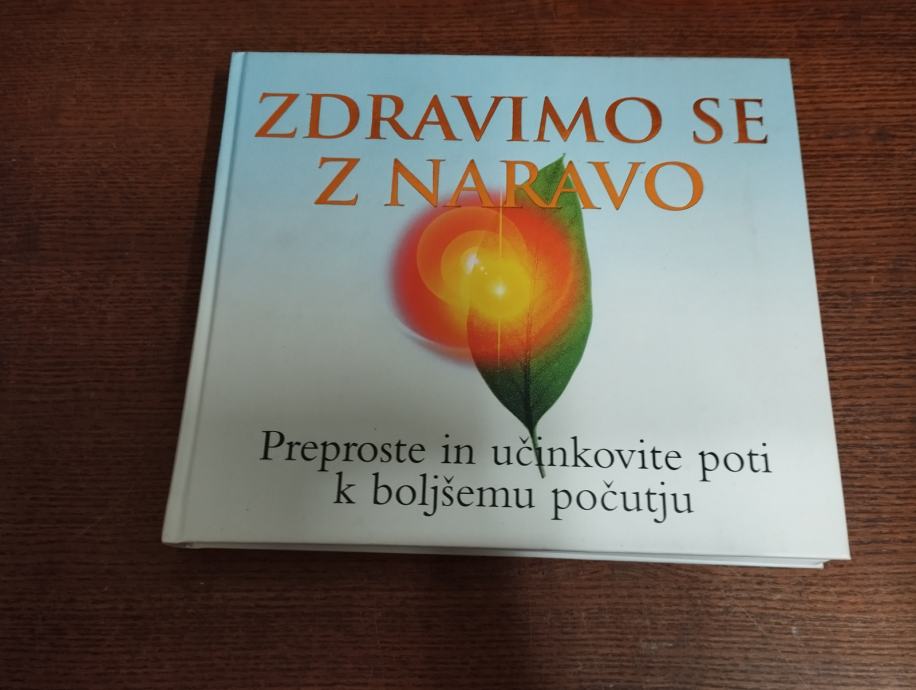 ZDRAVIMO SE
Z NARAVO
Preproste in učinkovite poti
k boljšemu počutju